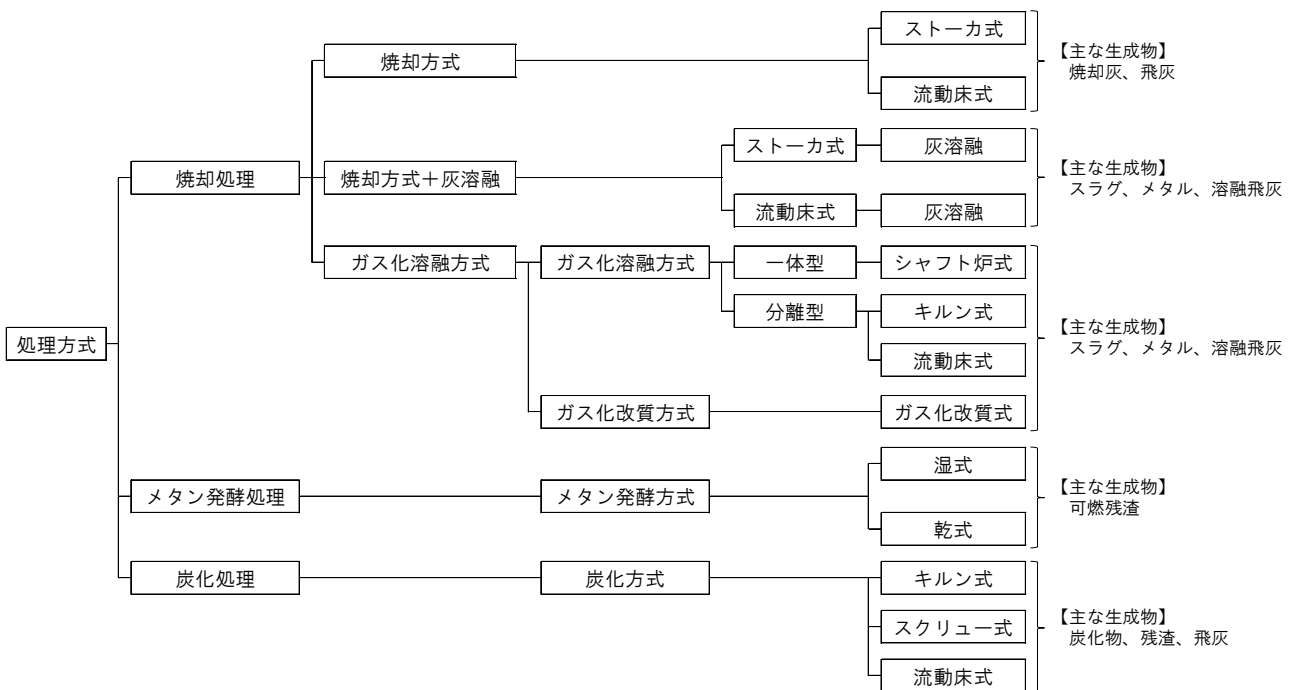 処理方式
焼却処理
焼却方式
ストーカ式
流動床式
【主な生成物】
焼却灰、飛灰
焼却方式＋灰溶融
ストーカ式
灰溶融
流動床式
灰溶融
【主な生成物】
スラグ、メタル、溶融飛灰
ガス化溶融方式
ガス化溶融方式
一体型
シャフト炉式
分離型
キルン式
流動床式
ガス化改質方式
ガス化改質式
【主な生成物】
スラグ、メタル、溶融飛灰
メタン発酵処理
メタン発酵方式
湿式
乾式
【主な生成物】
可燃残渣
炭化処理
炭化方式
キルン式
スクリュー式
流動床式
【主な生成物】
炭化物、残渣、飛灰